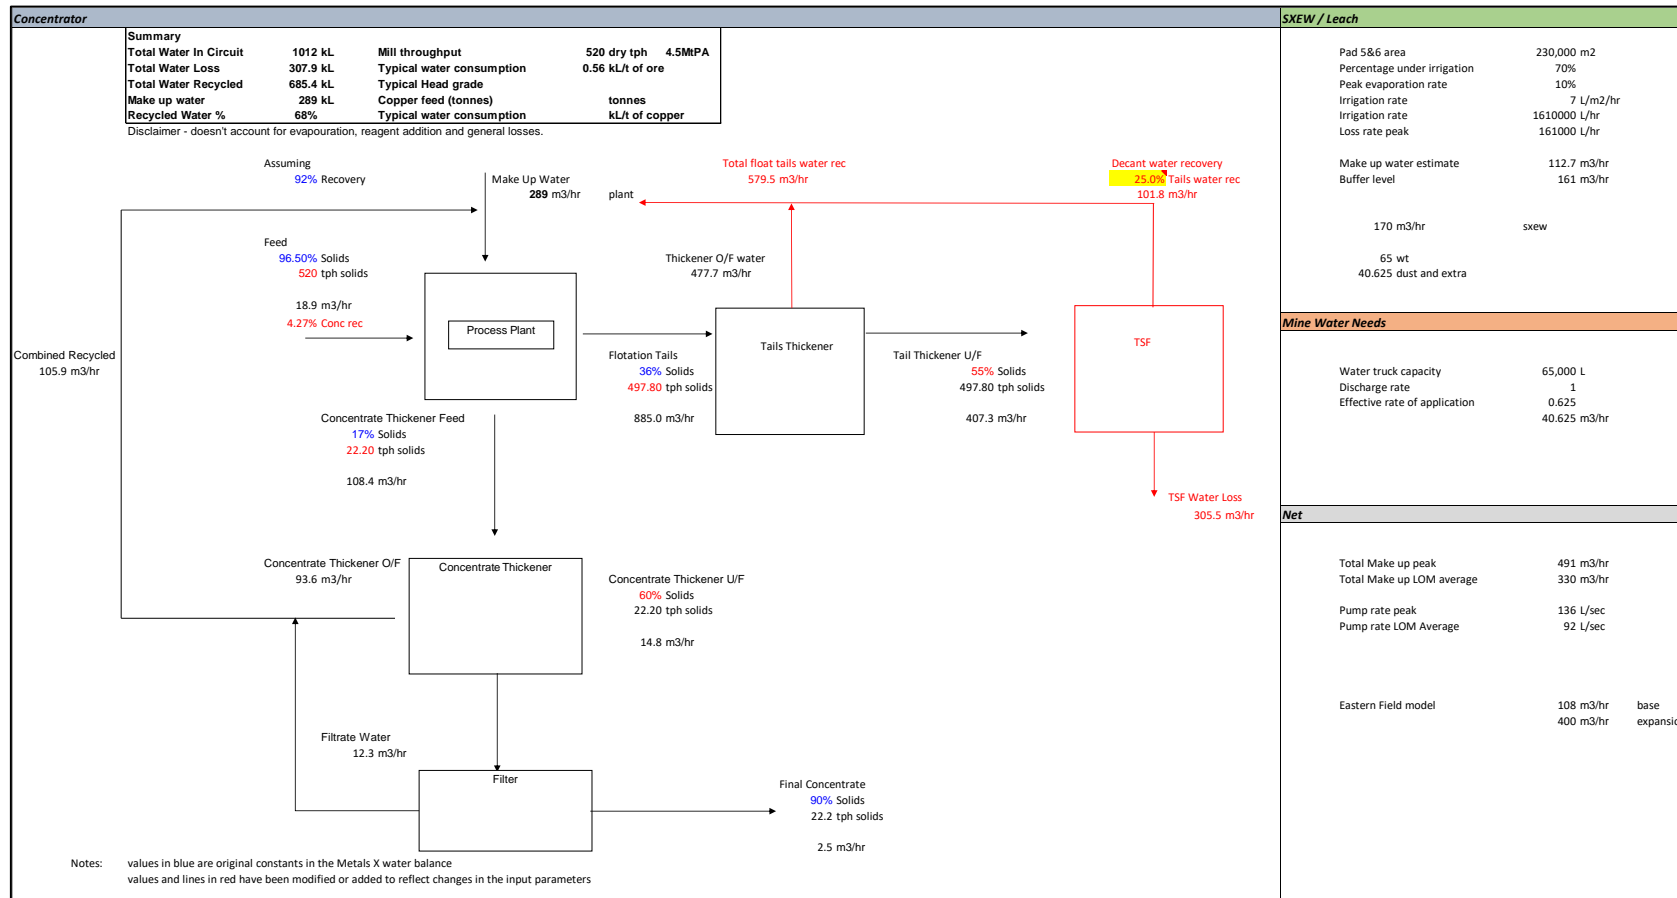 Concentrator
Summary
Total Water In Circuit 1012 kL Mill throughput 520 dry tph 4.5MtPA
Total Water Loss 307.9 kL Typical water consumption 0.56 kL/t of ore
Total Water Recycled 685.4 kL Typical Head grade
Make up water 289 kL Copper feed (tonnes) tonnes
Recycled Water % 68% Typical water consumption kL/t of copper
Disclaimer - doesn't account for evapouration, reagent addition and general losses.
Assuming
92% Recovery
Make Up Water
289 m3/hr
plant
Total float tails water rec
579.5 m3/hr
Decant water recovery
25.0% Tails water rec
101.8 m3/hr
Feed
96.50% Solids
520 tph solids
18.9 m3/hr
4.27% Conc rec
Thickener O/F water
477.7 m3/hr
Process Plant
Tails Thickener
TSF
Combined Recycled
105.9 m3/hr
Flotation Tails
36% Solids
497.80 tph solids
885.0 m3/hr
Tail Thickener U/F
55% Solids
497.80 tph solids
407.3 m3/hr
Concentrate Thickener Feed
17% Solids
22.20 tph solids
108.4 m3/hr
TSF Water Loss
305.5 m3/hr
Concentrate Thickener O/F
93.6 m3/hr
Concentrate Thickener
Concentrate Thickener U/F
60% Solids
22.20 tph solids
14.8 m3/hr
Filtrate Water
12.3 m3/hr
Filter
Final Concentrate
90% Solids
22.2 tph solids
2.5 m3/hr
Notes: values in blue are original constants in the Metals X water balance
values and lines in red have been modified or added to reflect changes in the input parameters
SXEW / Leach
Pad 5&6 area 230,000 m2
Percentage under irrigation 70%
Peak evaporation rate 10%
Irrigation rate 7 L/m2/hr
Irrigation rate 1610000 L/hr
Loss rate peak 161000 L/hr
Make up water estimate 112.7 m3/hr
Buffer level 161 m3/hr
170 m3/hr sxew
65 wt
40.625 dust and extra
Mine Water Needs
Water truck capacity 65,000 L
Discharge rate 1
Effective rate of application 0.625
40.625 m3/hr
Net
Total Make up peak 491 m3/hr
Total Make up LOM average 330 m3/hr
Pump rate peak 136 L/sec
Pump rate LOM Average 92 L/sec
Eastern Field model 108 m3/hr base
400 m3/hr expansio